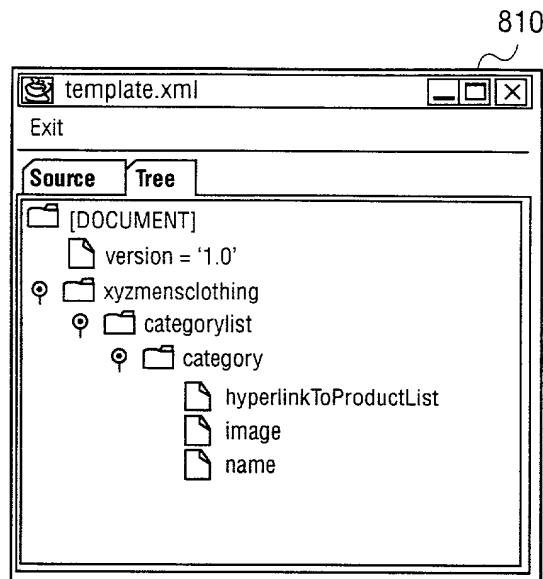 810
template.xml
Exit
Source Tree
[DOCUMENT]
version = ‘1.0’
xyzmensclothing
categorylist
category
hyperlinkToProductList
image
name